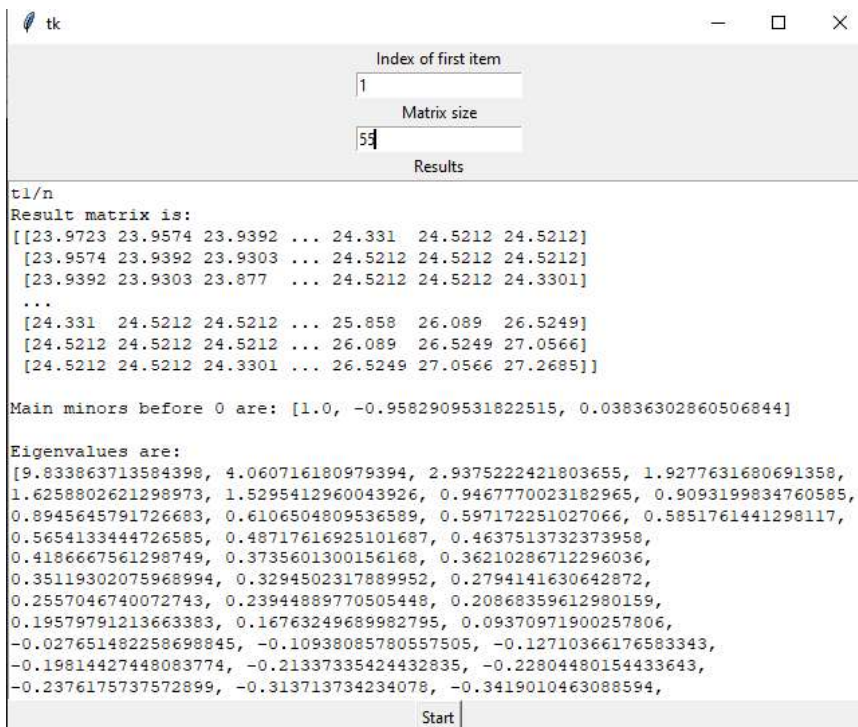 tk
Index of first item
1
Matrix size
55
Results
t1/n
Result matrix is:
[[23.9723 23.9574 23.9392 ... 24.331  24.5212 24.5212]
 [23.9574 23.9392 23.9303 ... 24.5212 24.5212 24.5212]
 [23.9392 23.9303 23.877  ... 24.5212 24.5212 24.3301]
 ...
 [24.331  24.5212 24.5212 ... 25.858  26.089  26.5249]
 [24.5212 24.5212 24.5212 ... 26.089  26.5249 27.0566]
 [24.5212 24.5212 24.3301 ... 26.5249 27.0566 27.2685]]
Main minors before 0 are: [1.0, -0.9582909531822515, 0.03836302860506844]
Eigenvalues are:
[9.833863713584398, 4.060716180979394, 2.9375222421803655, 1.9277631680691358,
1.6258802621298973, 1.5295412960043926, 0.9467770023182965, 0.9093199834760585,
0.8945645791726683, 0.6106504809536589, 0.597172251027066, 0.5851761441298117,
0.5654133444726585, 0.48717616925101687, 0.46375137323739​58,
0.4186667561298749, 0.3735601300156168, 0.36210286712296036,
0.35119302075968994, 0.3294502317889952, 0.2794141630642872,
0.2557046740072743, 0.23944889770505448, 0.20868359612980159,
0.19579791213663383, 0.16763249689982795, 0.09370971900257806,
-0.027651482258698845, -0.10938085780557505, -0.12710366176583343,
-0.19814427448083774, -0.21337335424432835, -0.22804480154433643,
-0.2376175737572899, -0.313713734234078, -0.3419010463088594,
Start